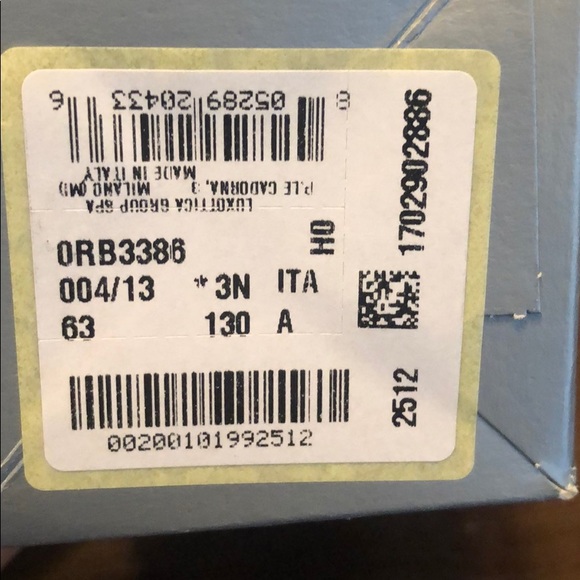 8 05289 20433 6
MADE IN ITALY
P.LE CADORNA, 3 MILANO (MI)
LUXOTTICA GROUP SPA
0RB3386
H0
004/13 * 3N ITA
63 130 A
1702902886
2512
00200101992512